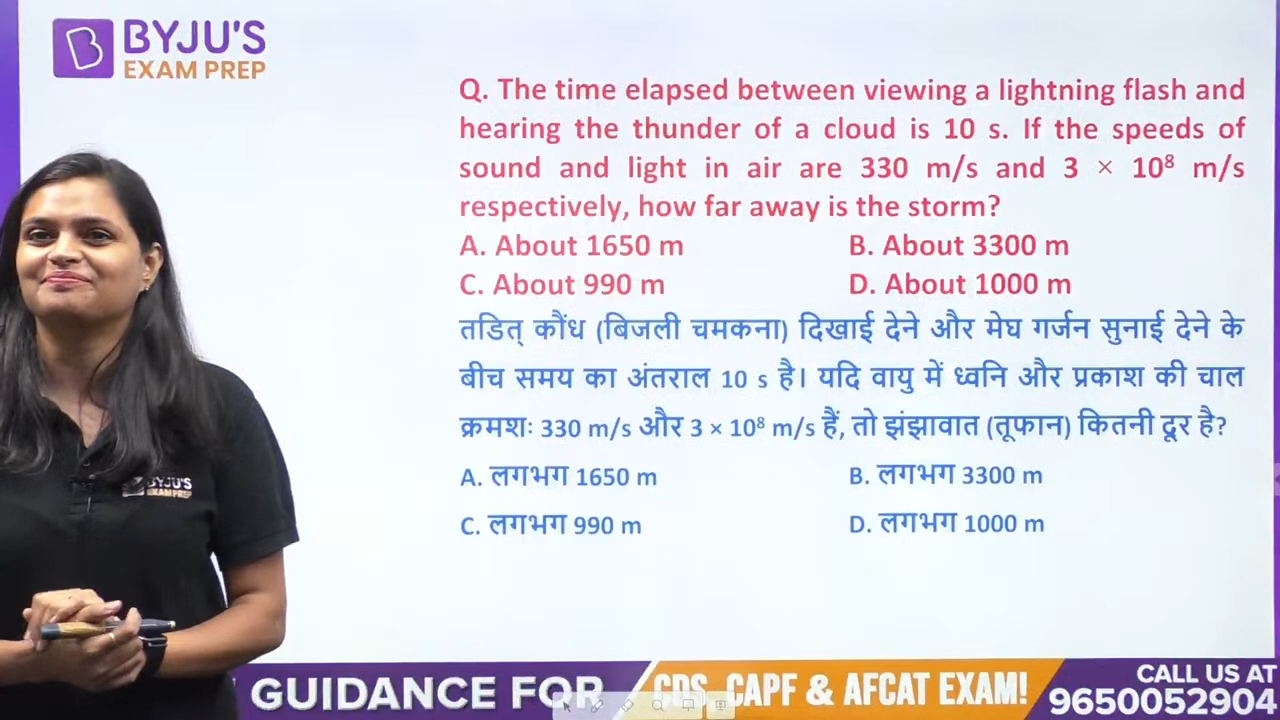 BYJU'S
EXAM PREP
Q. The time elapsed between viewing a lightning flash and
hearing the thunder of a cloud is 10 s. If the speeds of
sound and light in air are 330 m/s and 3 × 10⁸ m/s
respectively, how far away is the storm?
A. About 1650 m B. About 3300 m
C. About 990 m D. About 1000 m
तडित् कौंध (बिजली चमकना) दिखाई देने और मेघ गर्जन सुनाई देने के
बीच समय का अंतराल 10 s है। यदि वायु में ध्वनि और प्रकाश की चाल
क्रमशः 330 m/s और 3 × 10⁸ m/s हैं, तो झंझावात (तूफान) कितनी दूर है?
A. लगभग 1650 m B. लगभग 3300 m
C. लगभग 990 m D. लगभग 1000 m
BYJU'S
EXAM PREP
GUIDANCE FOR CDS, CAPF & AFCAT EXAM!
CALL US AT
9650052904